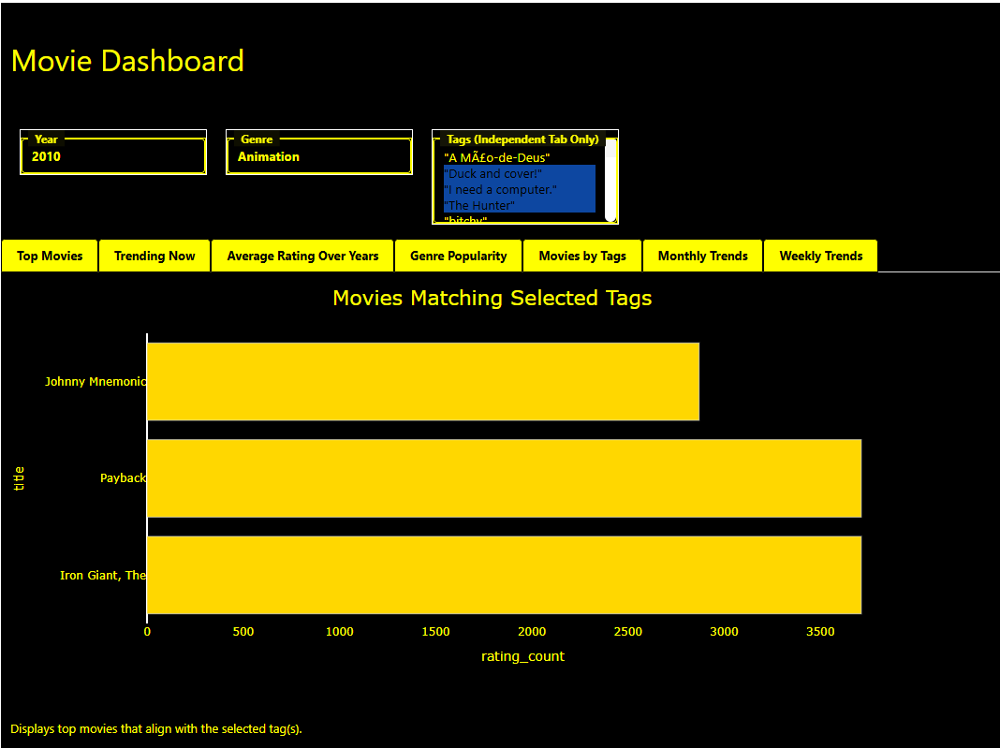 Movie Dashboard
Year
2010
Genre
Animation
Tags (Independent Tab Only)
"A MÃ£o-de-Deus"
"Duck and cover!"
"I need a computer."
"The Hunter"
"bitchy"
Top Movies
Trending Now
Average Rating Over Years
Genre Popularity
Movies by Tags
Monthly Trends
Weekly Trends
Movies Matching Selected Tags
title
Johnny Mnemonic
Payback
Iron Giant, The
0 500 1000 1500 2000 2500 3000 3500
rating_count
Displays top movies that align with the selected tag(s).